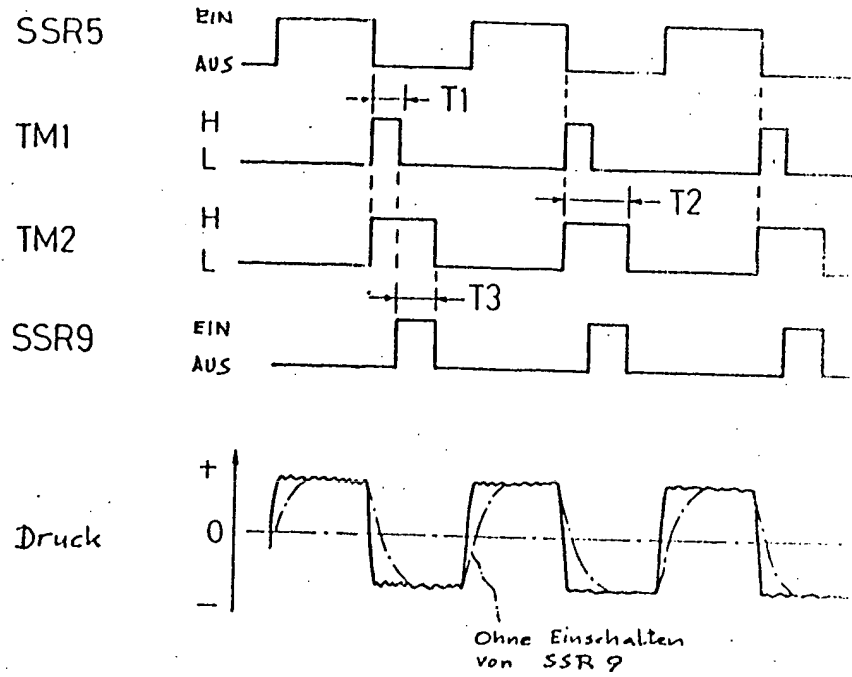 SSR5
EIN
AUS
T1
TM1
H
L
T2
TM2
H
L
T3
SSR9
EIN
AUS
Druck
+
0
-
Ohne Einschalten
von SSR 9